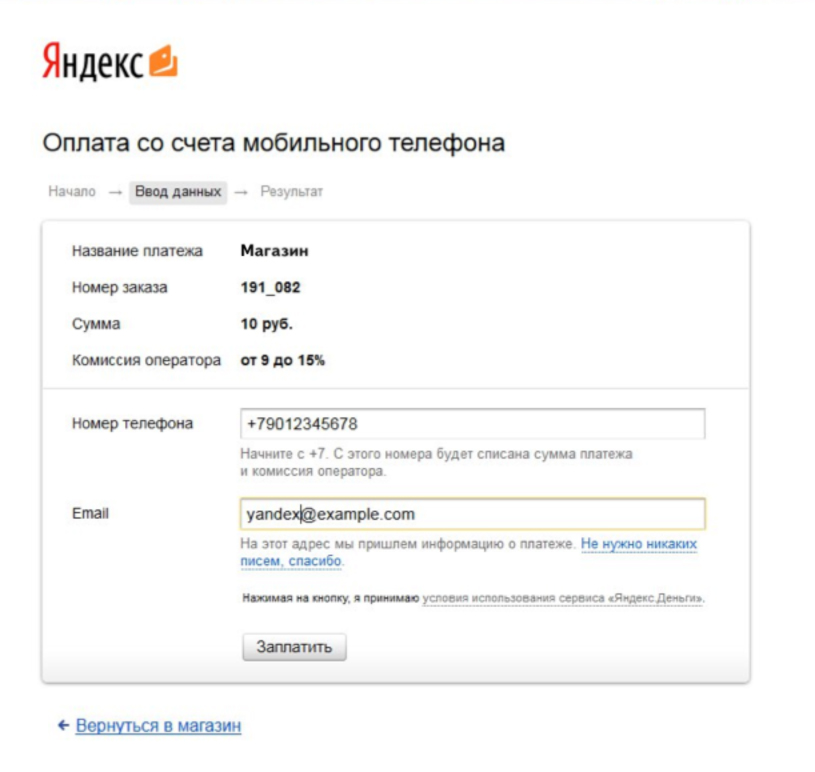 Яндекс
Оплата со счета мобильного телефона
Начало → Ввод данных → Результат
Название платежа Магазин
Номер заказа 191_082
Сумма 10 руб.
Комиссия оператора от 9 до 15%
Номер телефона +79012345678
Начните с +7. С этого номера будет списана сумма платежа
и комиссия оператора.
Email yandex@example.com
На этот адрес мы пришлем информацию о платеже. Не нужно никаких
писем, спасибо.
Нажимая на кнопку, я принимаю условия использования сервиса «Яндекс.Деньги».
Заплатить
← Вернуться в магазин